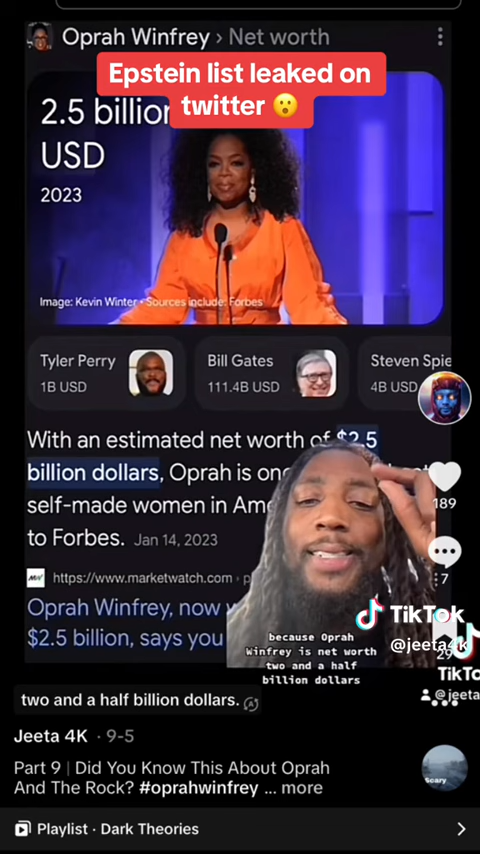 Oprah Winfrey > Net worth
Epstein list leaked on
twitter 😮
2.5 billion
USD
2023
Image: Kevin Winter • Sources include: Forbes
Tyler Perry
1B USD
Bill Gates
111.4B USD
Steven Spie
4B USD
With an estimated net worth of $2.5
billion dollars, Oprah is one
self-made women in Ame
to Forbes. Jan 14, 2023
https://www.marketwatch.com › p
Oprah Winfrey, now
$2.5 billion, says you
189
7
29
because Oprah
Winfrey is net worth
two and a half
billion dollars
TikTok
@jeeta4k
TikTo
@jeeta
two and a half billion dollars.
Jeeta 4K · 9-5
Part 9 | Did You Know This About Oprah
And The Rock? #oprahwinfrey ... more
Scary
Playlist · Dark Theories